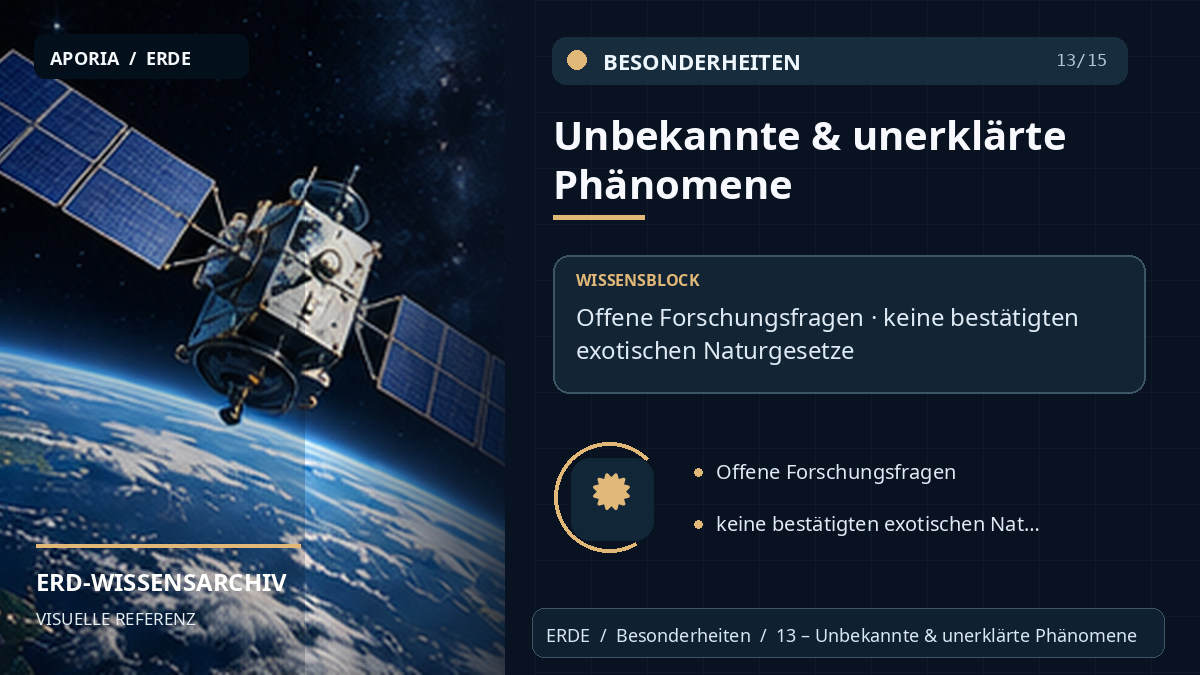 APORIA / ERDE
ERD-WISSENSARCHIV
VISUELLE REFERENZ
BESONDERHEITEN
13/15
Unbekannte & unerklärte
Phänomene
WISSENSBLOCK
Offene Forschungsfragen · keine bestätigten
exotischen Naturgesetze
Offene Forschungsfragen
keine bestätigten exotischen Nat...
ERDE / Besonderheiten / 13 – Unbekannte & unerklärte Phänomene